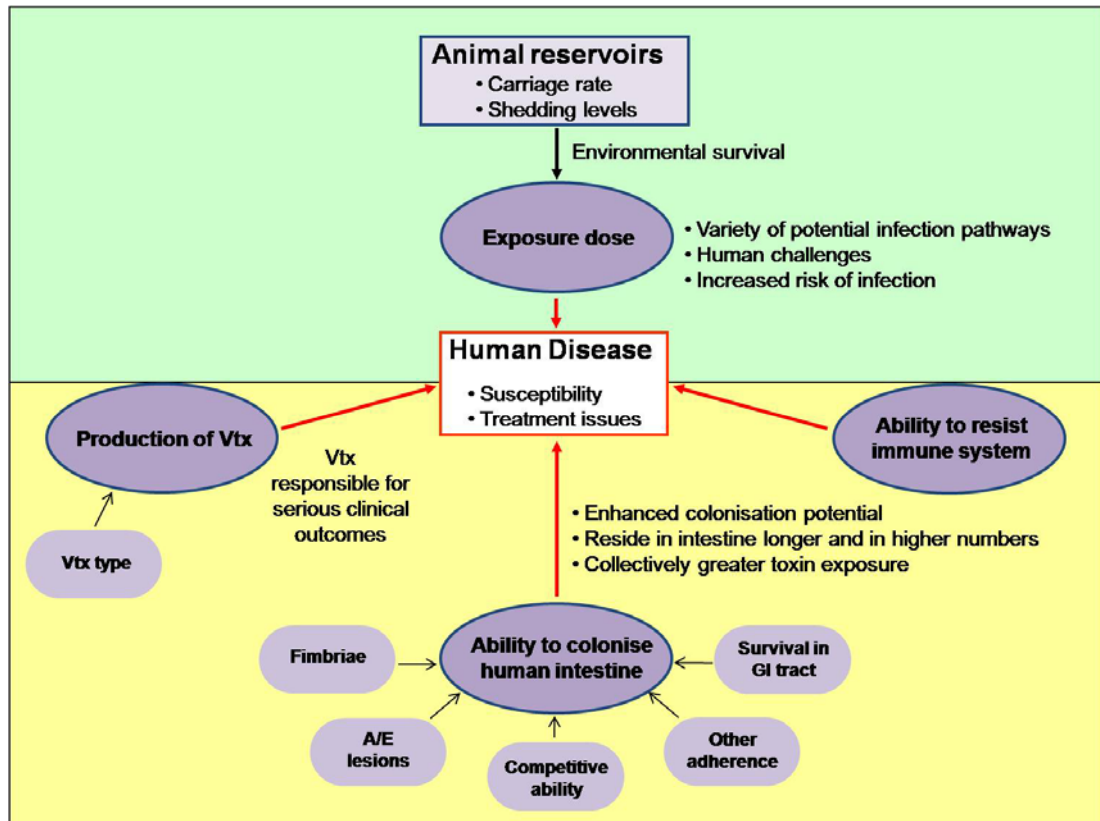 Animal reservoirs
• Carriage rate
• Shedding levels
Environmental survival
Exposure dose
• Variety of potential infection pathways
• Human challenges
• Increased risk of infection
Human Disease
• Susceptibility
• Treatment issues
Production of Vtx
Vtx
responsible for
serious clinical
outcomes
Vtx type
Ability to resist
immune system
• Enhanced colonisation potential
• Reside in intestine longer and in higher numbers
• Collectively greater toxin exposure
Ability to colonise
human intestine
Fimbriae
A/E
lesions
Competitive
ability
Other
adherence
Survival in
GI tract